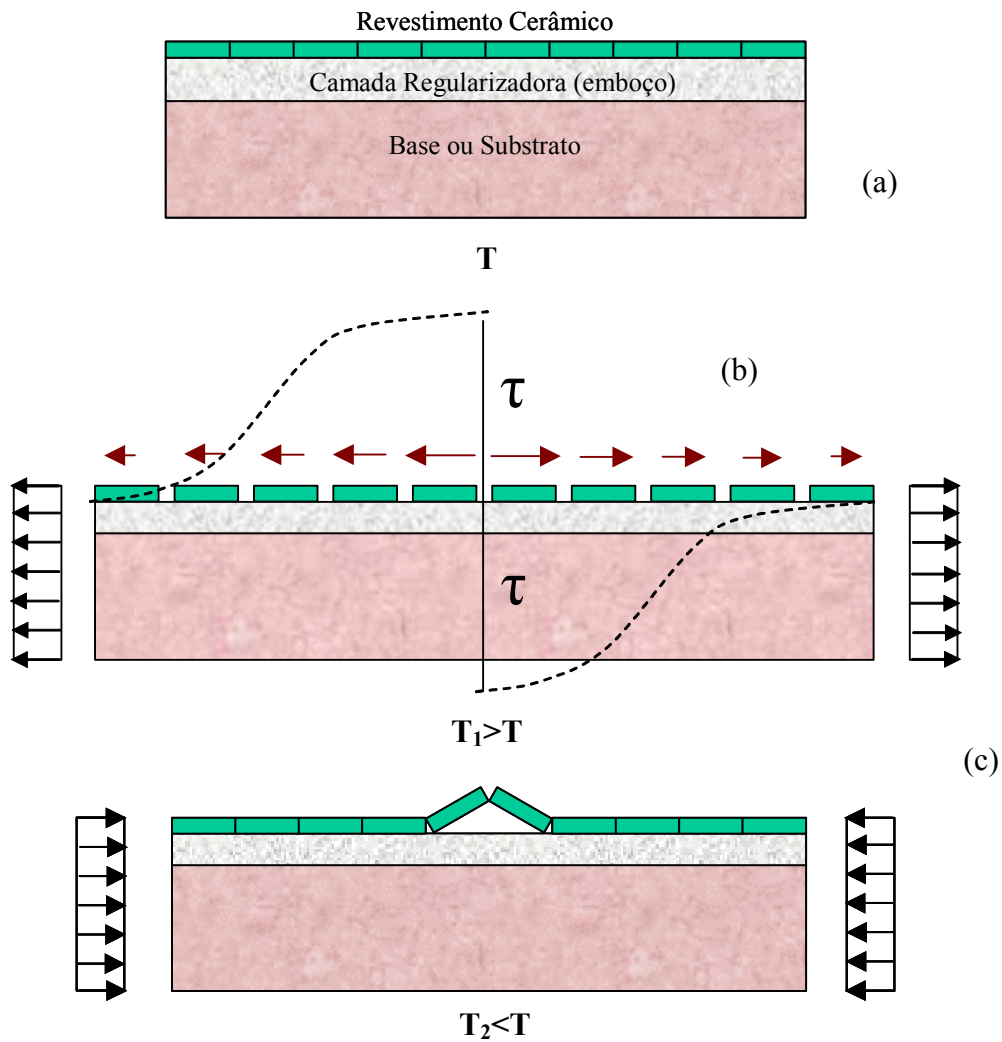 Revestimento Cerâmico
Camada Regularizadora (emboço)
Base ou Substrato
(a)
T
(b)
τ
τ
T₁>T
(c)
T₂<T